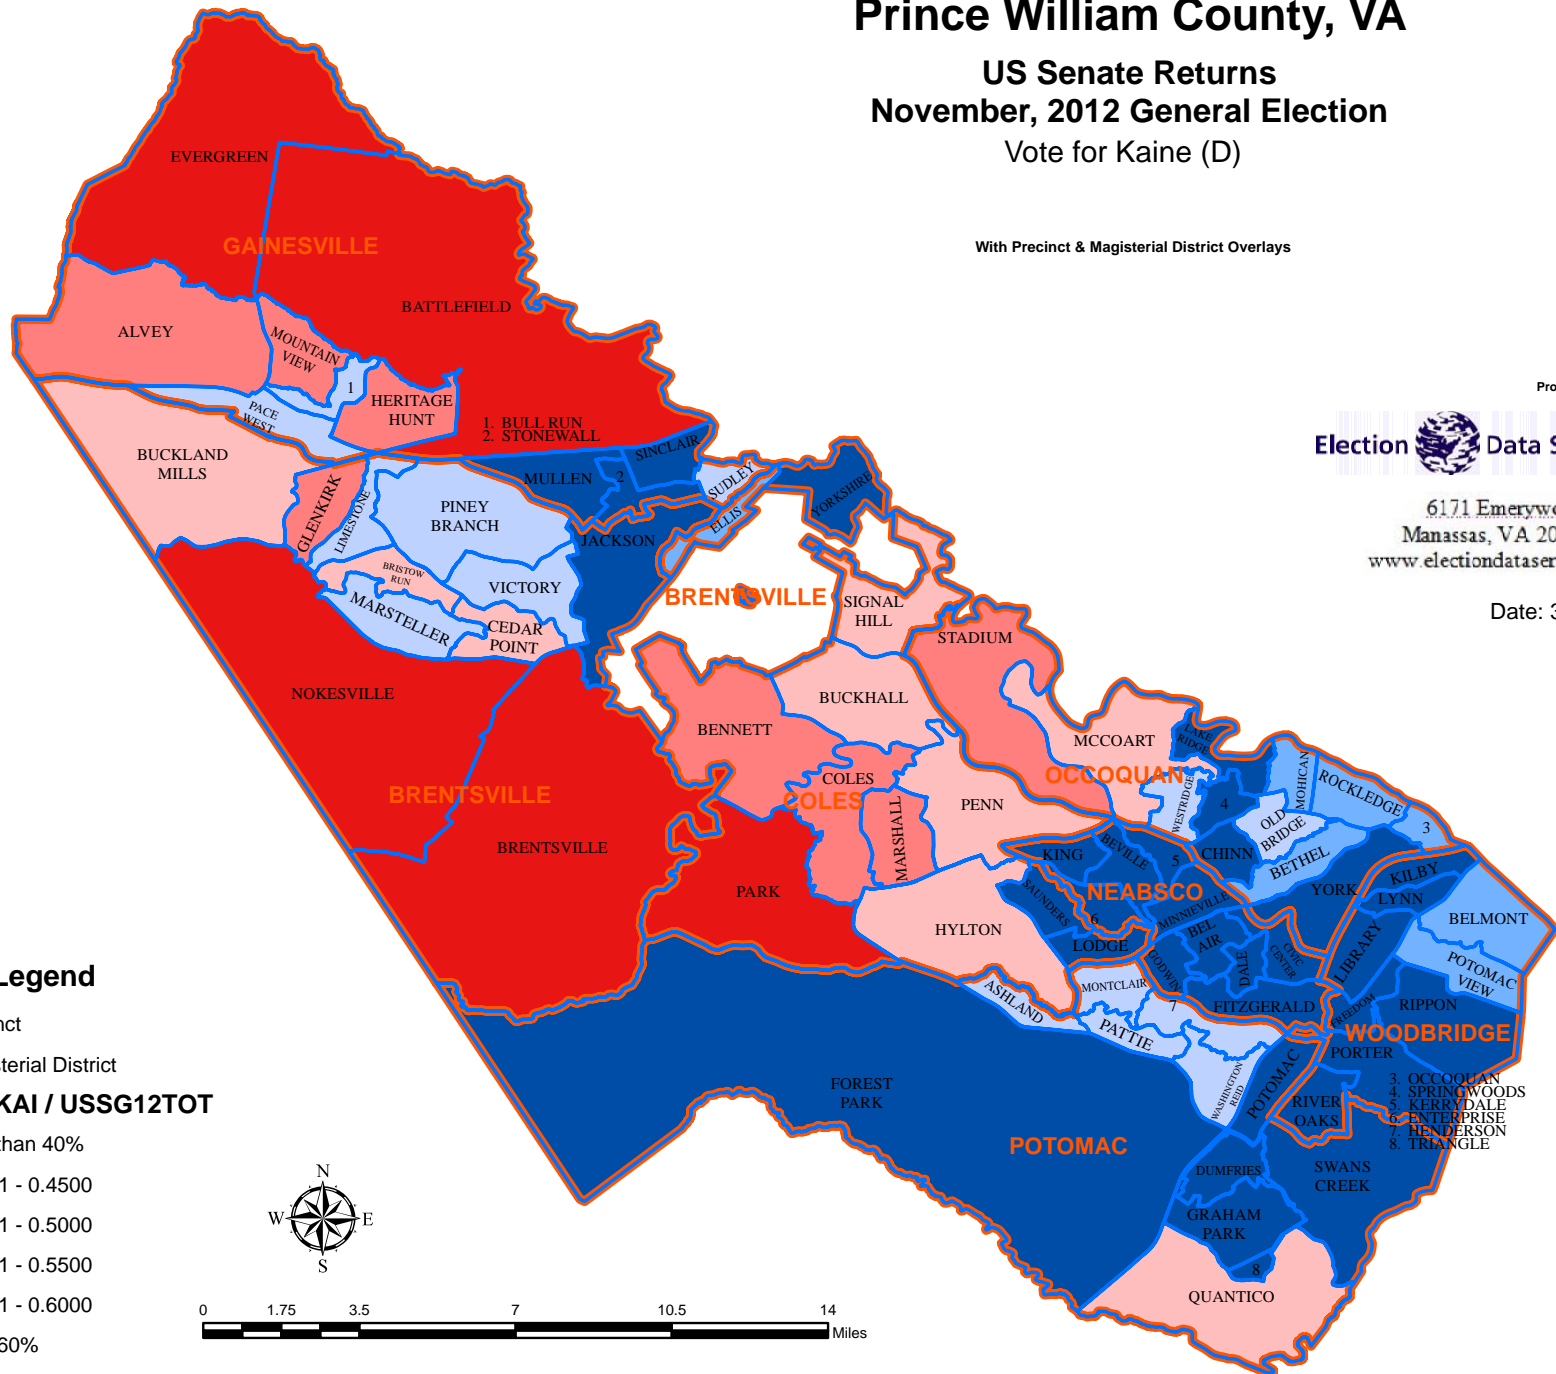 Prince William County, VA
US Senate Returns
November, 2012 General Election
Vote for Kaine (D)
With Precinct & Magisterial District Overlays
Pro
Election Data S
6171 Emerywo
Manassas, VA 20
www.electiondataser
Date: 3
EVERGREEN
GAINESVILLE
BATTLEFIELD
ALVEY
MOUNTAIN
VIEW
1
HERITAGE
HUNT
PACE
WEST
1. BULL RUN
2. STONEWALL
BUCKLAND
MILLS
GLENKIRK
LIMESTONE
PINEY
BRANCH
MULLEN
2
SINCLAIR
SUDLEY
ELLIS
YORKSHIRE
JACKSON
BRISTOW
RUN
VICTORY
MARSTELLER
CEDAR
POINT
BRENTSVILLE
SIGNAL
HILL
STADIUM
NOKESVILLE
BUCKHALL
BENNETT
MCCOART
LAKE
RIDGE
OCCOQUAN
MOHICAN
ROCKLEDGE
3
BRENTSVILLE
COLES
COLES
PENN
WESTRIDGE
4
OLD
BRIDGE
MARSHALL
BRENTSVILLE
KING
BEVILLE
5
CHINN
BETHEL
PARK
SAUNDERS
NEABSCO
YORK
KILBY
LYNN
HYLTON
6
MINNIEVILLE
LODGE
BEL
AIR
BELMONT
GODWIN
DALE
CIVIC
CENTER
LIBRARY
POTOMAC
VIEW
ASHLAND
MONTCLAIR
7
FITZGERALD
FREEDOM
RIPPON
PATTIE
WOODBRIDGE
PORTER
FOREST
PARK
WASHINGTON
REID
POTOMAC
RIVER
OAKS
3. OCCOQUAN
4. SPRINGWOODS
5. KERRYDALE
6. ENTERPRISE
7. HENDERSON
8. TRIANGLE
POTOMAC
DUMFRIES
SWANS
CREEK
GRAHAM
PARK
8
QUANTICO
Legend
nct
sterial District
KAI / USSG12TOT
than 40%
1 - 0.4500
1 - 0.5000
1 - 0.5500
1 - 0.6000
60%
N
W E
S
0 1.75 3.5 7 10.5 14
Miles